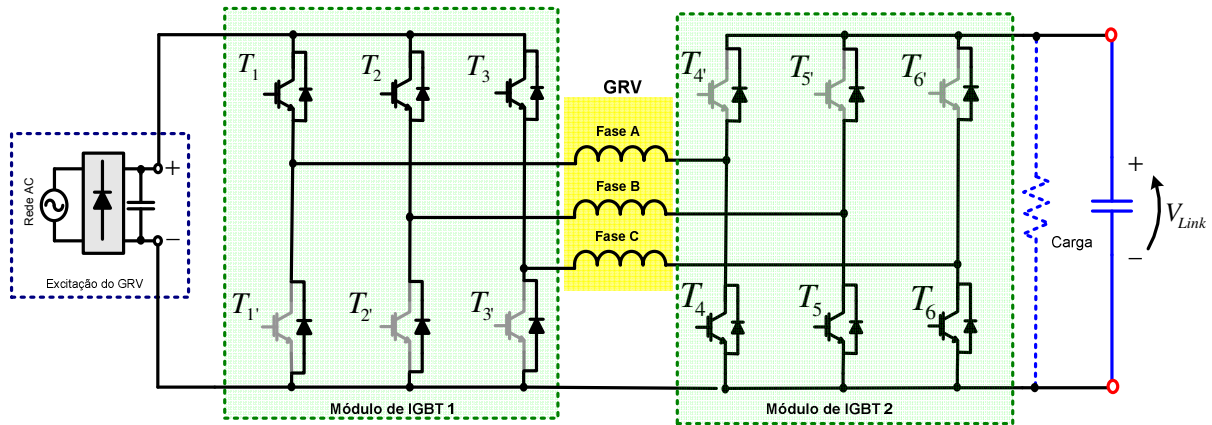 T1
T2
T3
T4'
T5'
T6'
GRV
Fase A
Fase B
Fase C
Rede AC
+
−
Excitação do GRV
T1'
T2'
T3'
T4
T5
T6
Carga
+
VLink
−
Módulo de IGBT 1
Módulo de IGBT 2